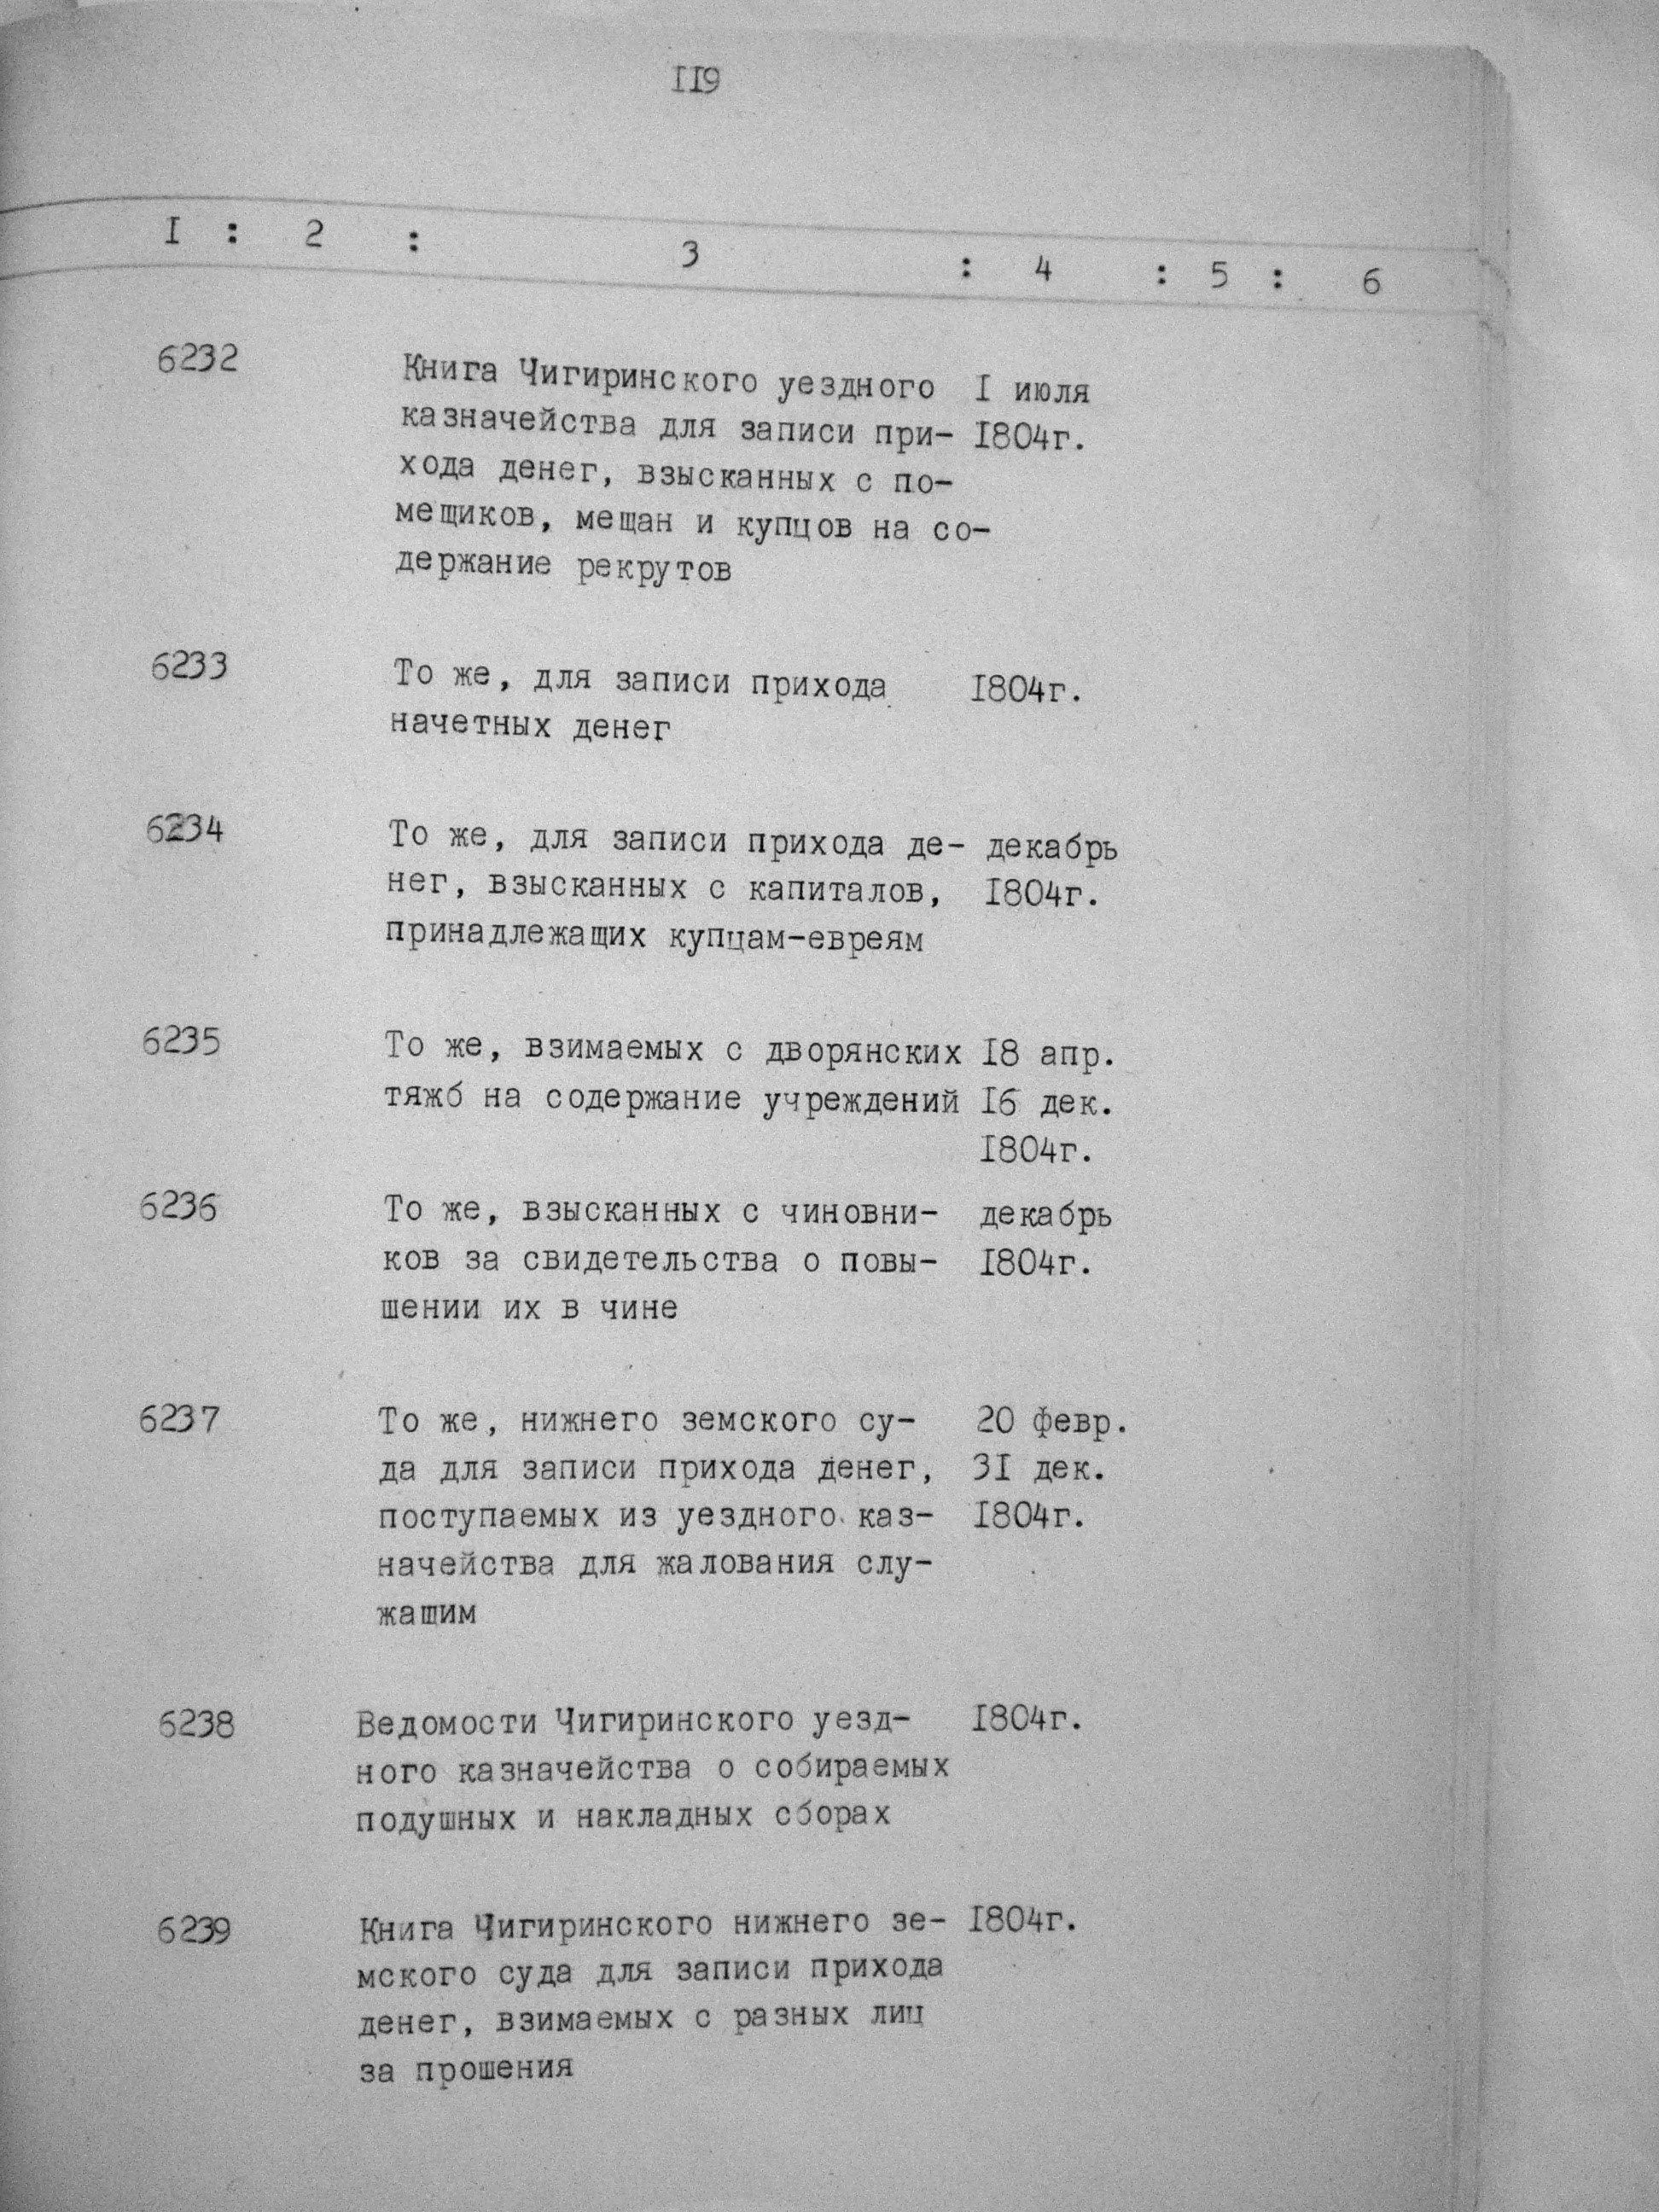 II9
I : 2 : 3 : 4 : 5 : 6
6232 Книга Чигиринского уездного I июля
казначейства для записи при- I804г.
хода денег, взысканных с по-
мещиков, мещан и купцов на со-
держание рекрутов
6233 То же, для записи прихода I804г.
начетных денег
6234 То же, для записи прихода де- декабрь
нег, взысканных с капиталов, I804г.
принадлежащих купцам-евреям
6235 То же, взимаемых с дворянских I8 апр.
тяжб на содержание учреждений I6 дек.
I804г.
6236 То же, взысканных с чиновни- декабрь
ков за свидетельства о повы- I804г.
шении их в чине
6237 То же, нижнего земского су- 20 февр.
да для записи прихода денег, 3I дек.
поступаемых из уездного каз- I804г.
начейства для жалования слу-
жащим
6238 Ведомости Чигиринского уезд- I804г.
ного казначейства о собираемых
подушных и накладных сборах
6239 Книга Чигиринского нижнего зе- I804г.
мского суда для записи прихода
денег, взимаемых с разных лиц
за прошения